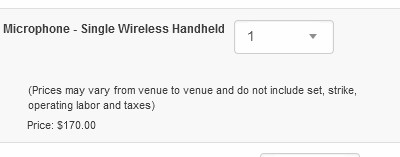 Microphone - Single Wireless Handheld 1
(Prices may vary from venue to venue and do not include set, strike,
operating labor and taxes)
Price: $170.00